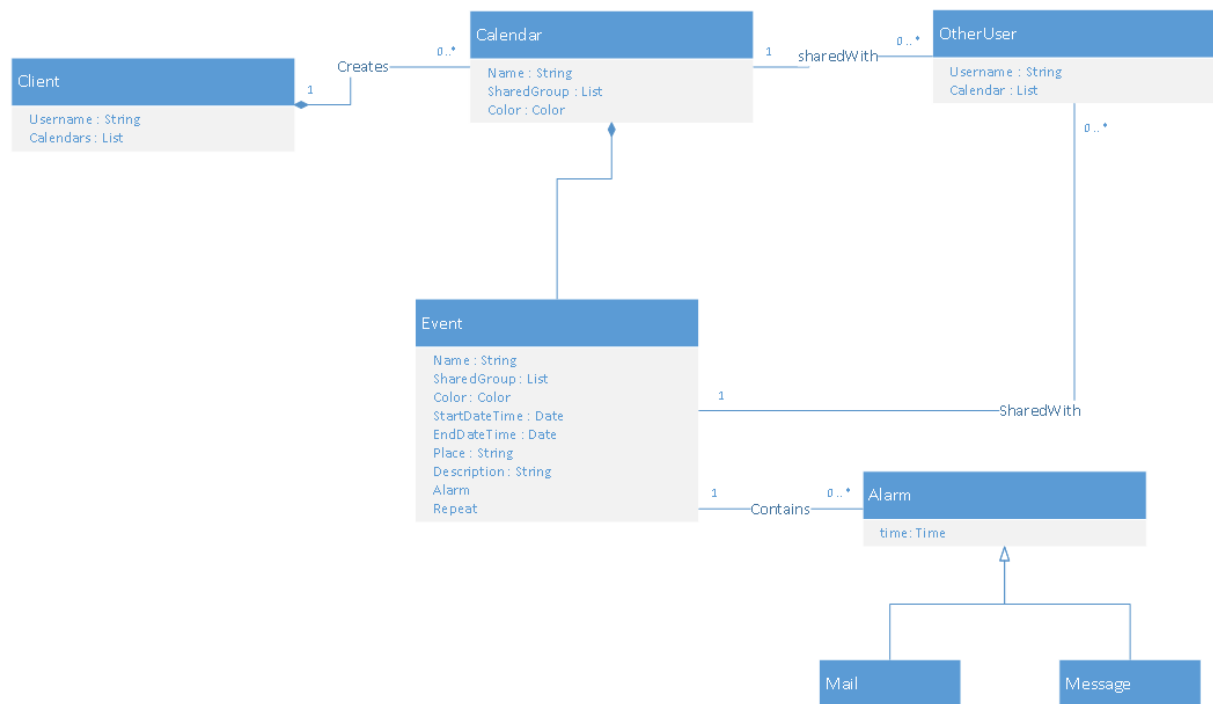 Client
Username : String
Calendars : List
1
Creates
0..*
Calendar
Name : String
SharedGroup : List
Color : Color
1
sharedWith
0..*
OtherUser
Username : String
Calendar : List
0..*
Event
Name : String
SharedGroup : List
Color : Color
StartDateTime : Date
EndDateTime : Date
Place : String
Description : String
Alarm
Repeat
1
SharedWith
1
Contains
0..*
Alarm
time: Time
Mail
Message